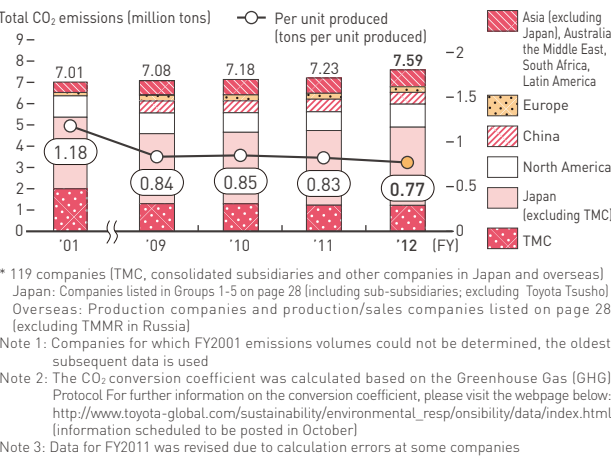 Total CO₂ emissions (million tons)
Per unit produced
(tons per unit produced)
9
8
7
6
5
4
3
2
1
0
7.01
7.08
7.18
7.23
7.59
1.18
0.84
0.85
0.83
0.77
2
1.5
1
0.5
0
'01
'09
'10
'11
'12
(FY)
Asia (excluding
Japan), Australia
the Middle East,
South Africa,
Latin America
Europe
China
North America
Japan
(excluding TMC)
TMC
* 119 companies (TMC, consolidated subsidiaries and other companies in Japan and overseas)
Japan: Companies listed in Groups 1-5 on page 28 (including sub-subsidiaries; excluding Toyota Tsusho)
Overseas: Production companies and production/sales companies listed on page 28
(excluding TMMR in Russia)
Note 1: Companies for which FY2001 emissions volumes could not be determined, the oldest
subsequent data is used
Note 2: The CO₂ conversion coefficient was calculated based on the Greenhouse Gas (GHG)
Protocol For further information on the conversion coefficient, please visit the webpage below:
http://www.toyota-global.com/sustainability/environmental_resp/onsibility/data/index.html
(information scheduled to be posted in October)
Note 3: Data for FY2011 was revised due to calculation errors at some companies